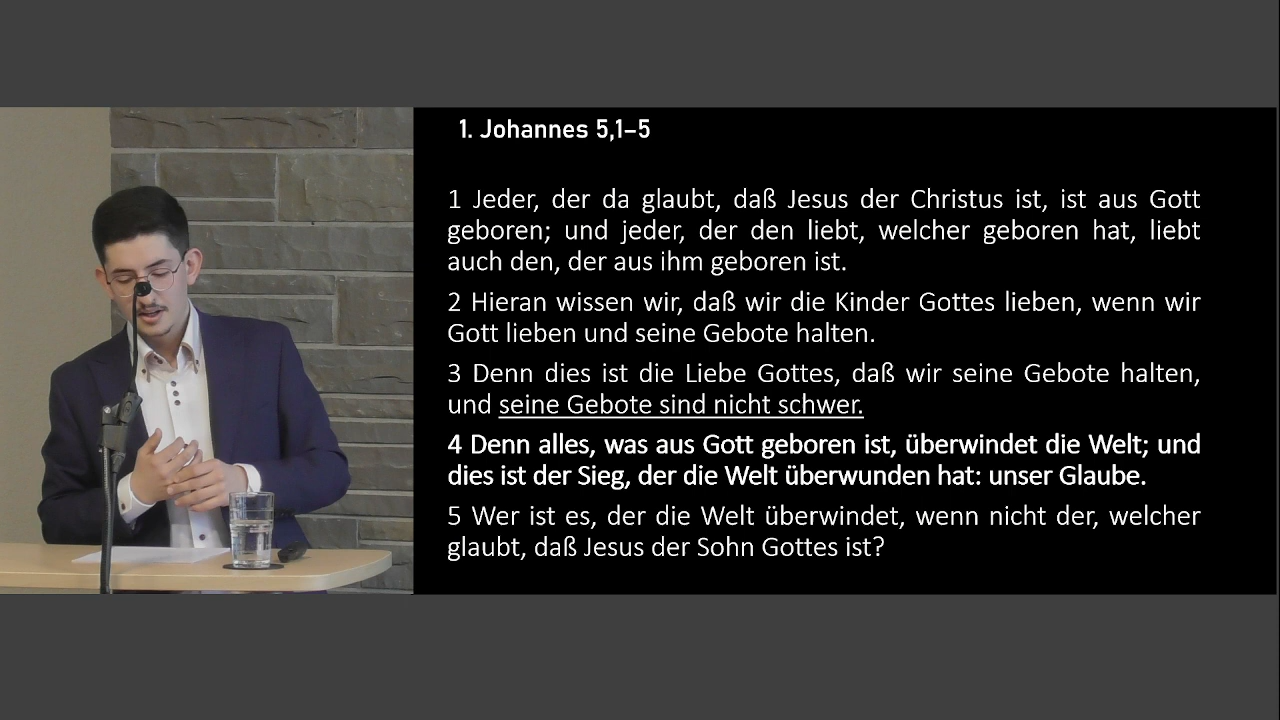 1. Johannes 5,1–5
1 Jeder, der da glaubt, daß Jesus der Christus ist, ist aus Gott
geboren; und jeder, der den liebt, welcher geboren hat, liebt
auch den, der aus ihm geboren ist.
2 Hieran wissen wir, daß wir die Kinder Gottes lieben, wenn wir
Gott lieben und seine Gebote halten.
3 Denn dies ist die Liebe Gottes, daß wir seine Gebote halten,
und seine Gebote sind nicht schwer.
4 Denn alles, was aus Gott geboren ist, überwindet die Welt; und
dies ist der Sieg, der die Welt überwunden hat: unser Glaube.
5 Wer ist es, der die Welt überwindet, wenn nicht der, welcher
glaubt, daß Jesus der Sohn Gottes ist?